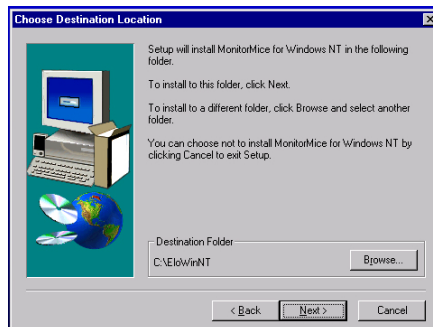 Choose Destination Location
Setup will install MonitorMice for Windows NT in the following
folder.
To install to this folder, click Next.
To install to a different folder, click Browse and select another
folder.
You can choose not to install MonitorMice for Windows NT by
clicking Cancel to exit Setup.
Destination Folder
C:\EloWinNT
Browse...
< Back
Next >
Cancel